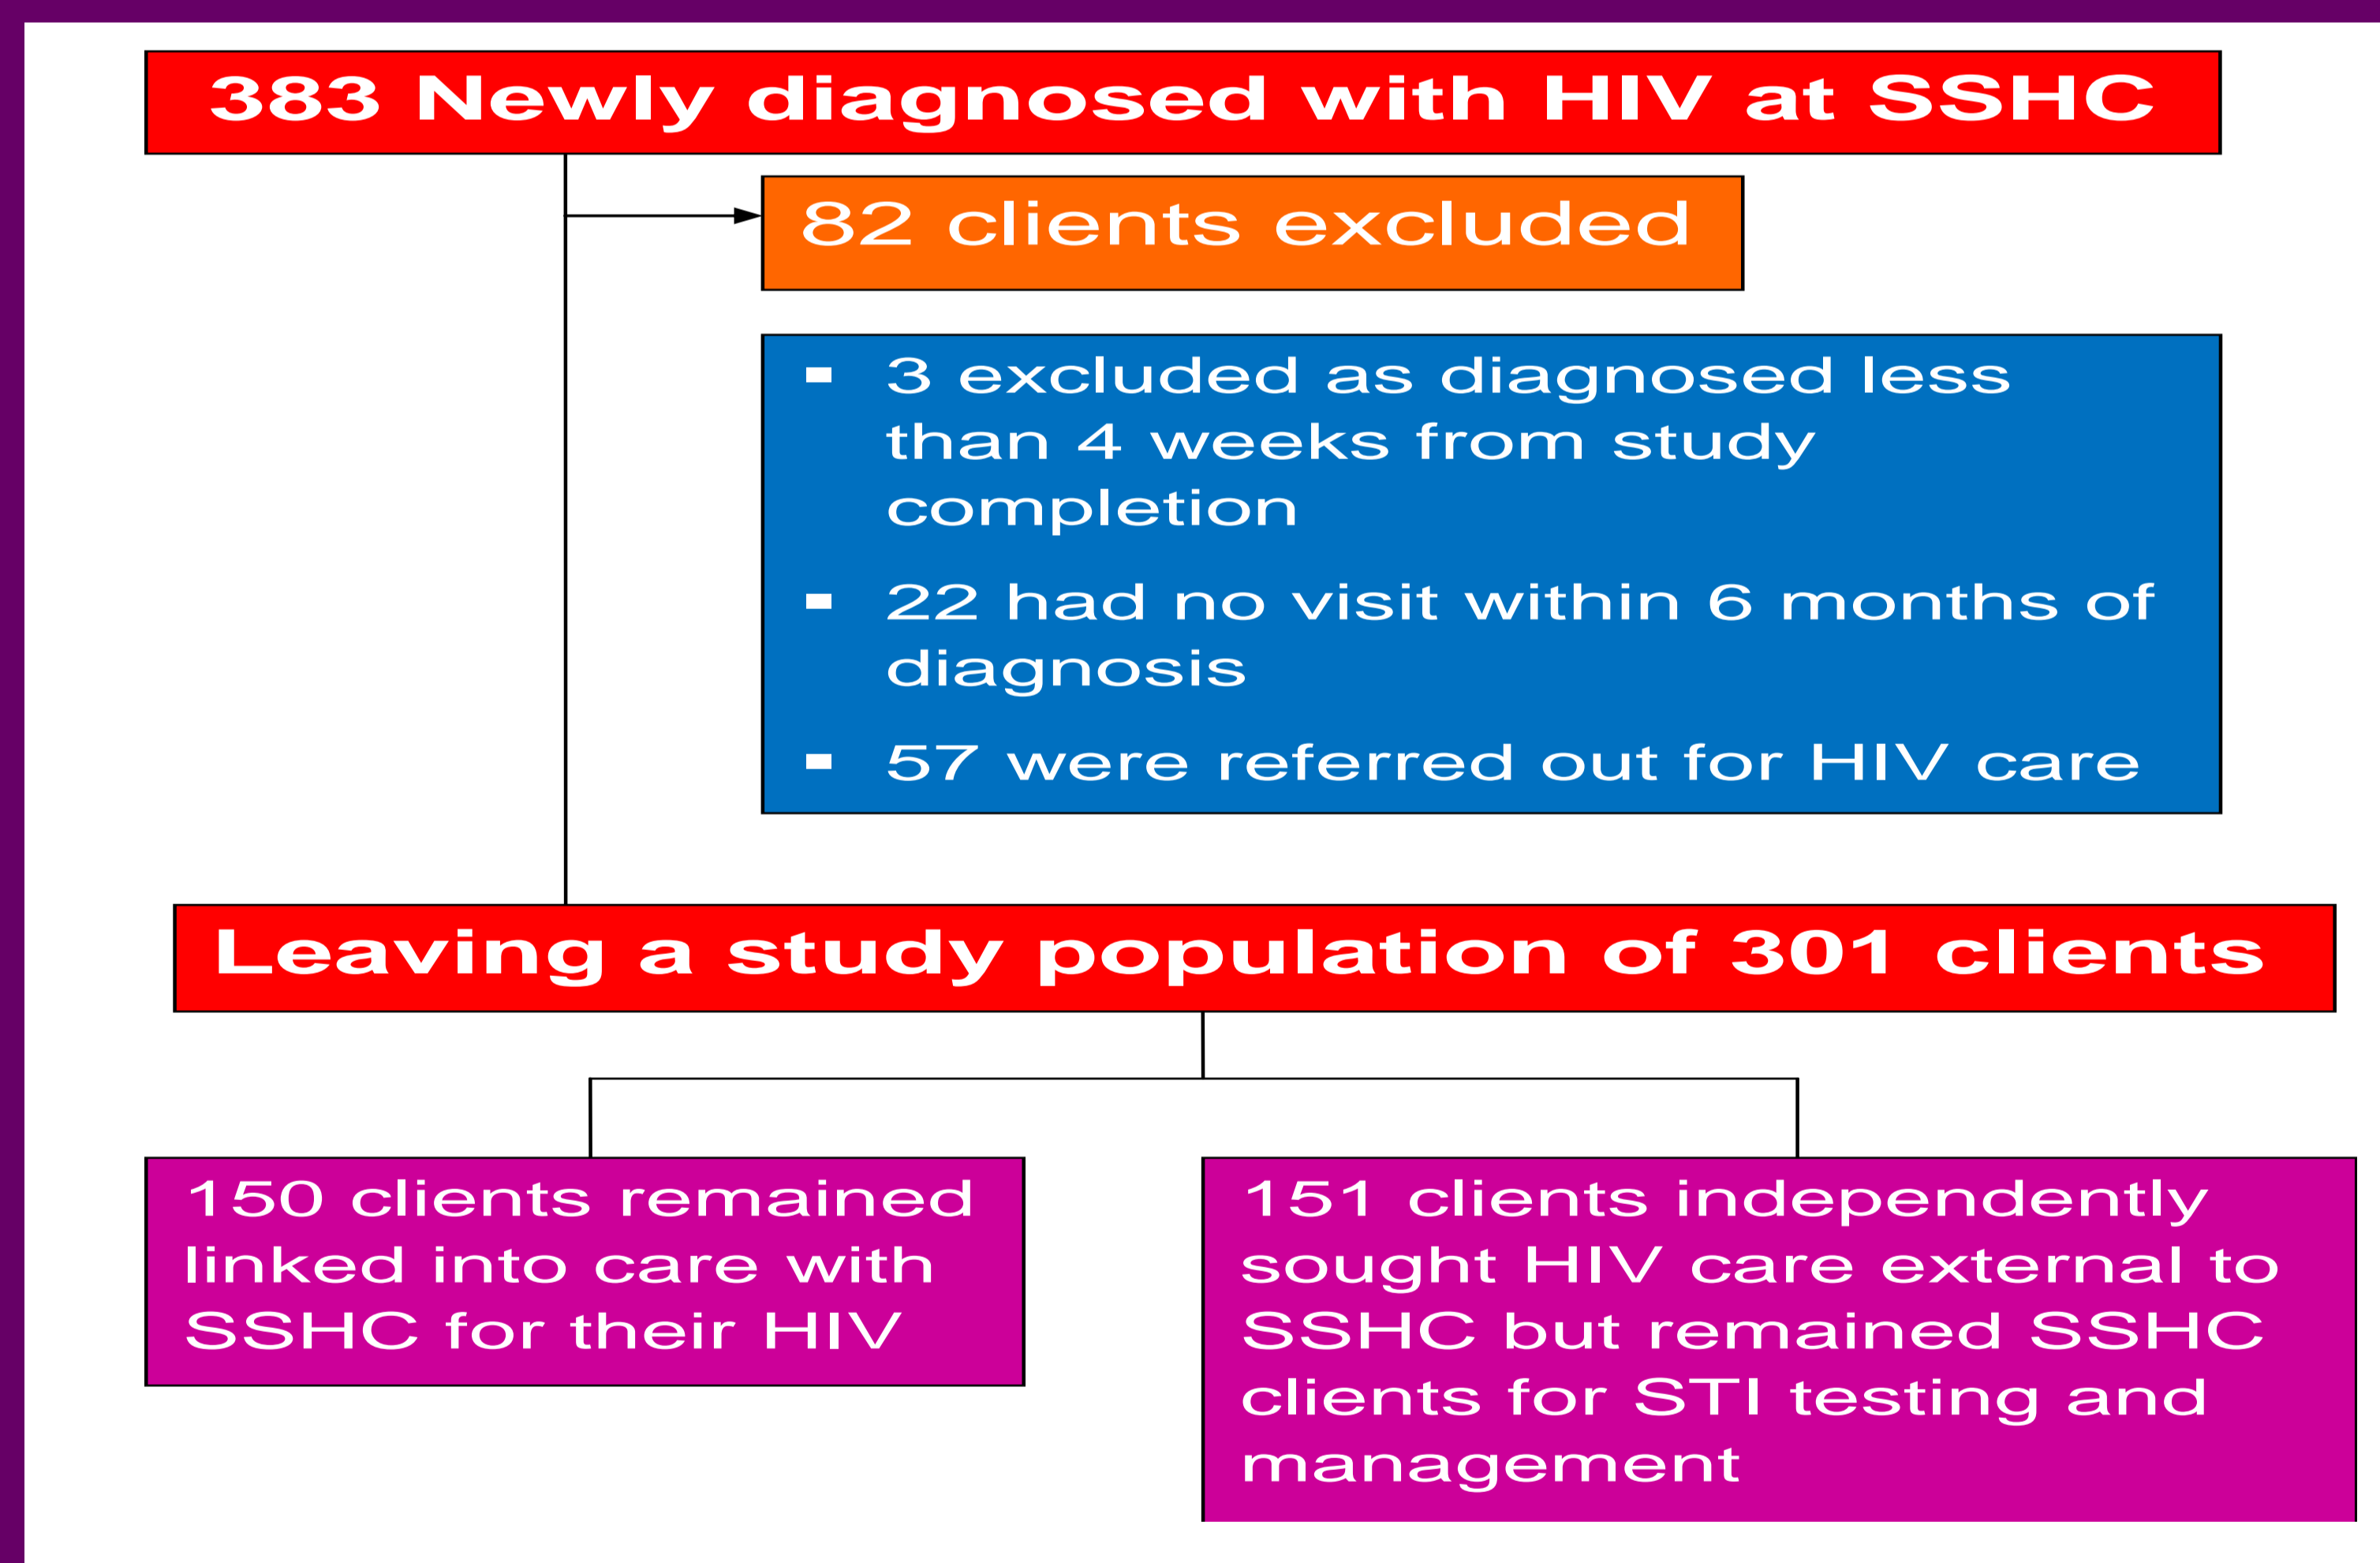 383 Newly diagnosed with HIV at SSHC
82 clients excluded
▪ 3 excluded as diagnosed less
than 4 weeks from study
completion
▪ 22 had no visit within 6 months of
diagnosis
▪ 57 were referred out for HIV care
Leaving a study population of 301 clients
150 clients remained
linked into care with
SSHC for their HIV
151 clients independently
sought HIV care external to
SSHC but remained SSHC
clients for STI testing and
management